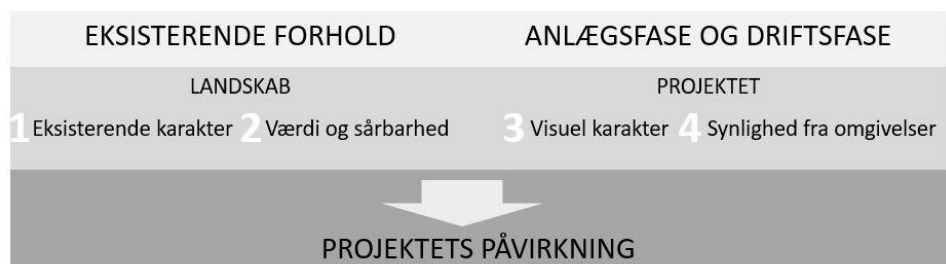 EKSISTERENDE FORHOLD ANLÆGSFASE OG DRIFTSFASE
LANDSKAB PROJEKTET
1 Eksisterende karakter 2 Værdi og sårbarhed 3 Visuel karakter 4 Synlighed fra omgivelser
PROJEKTETS PÅVIRKNING